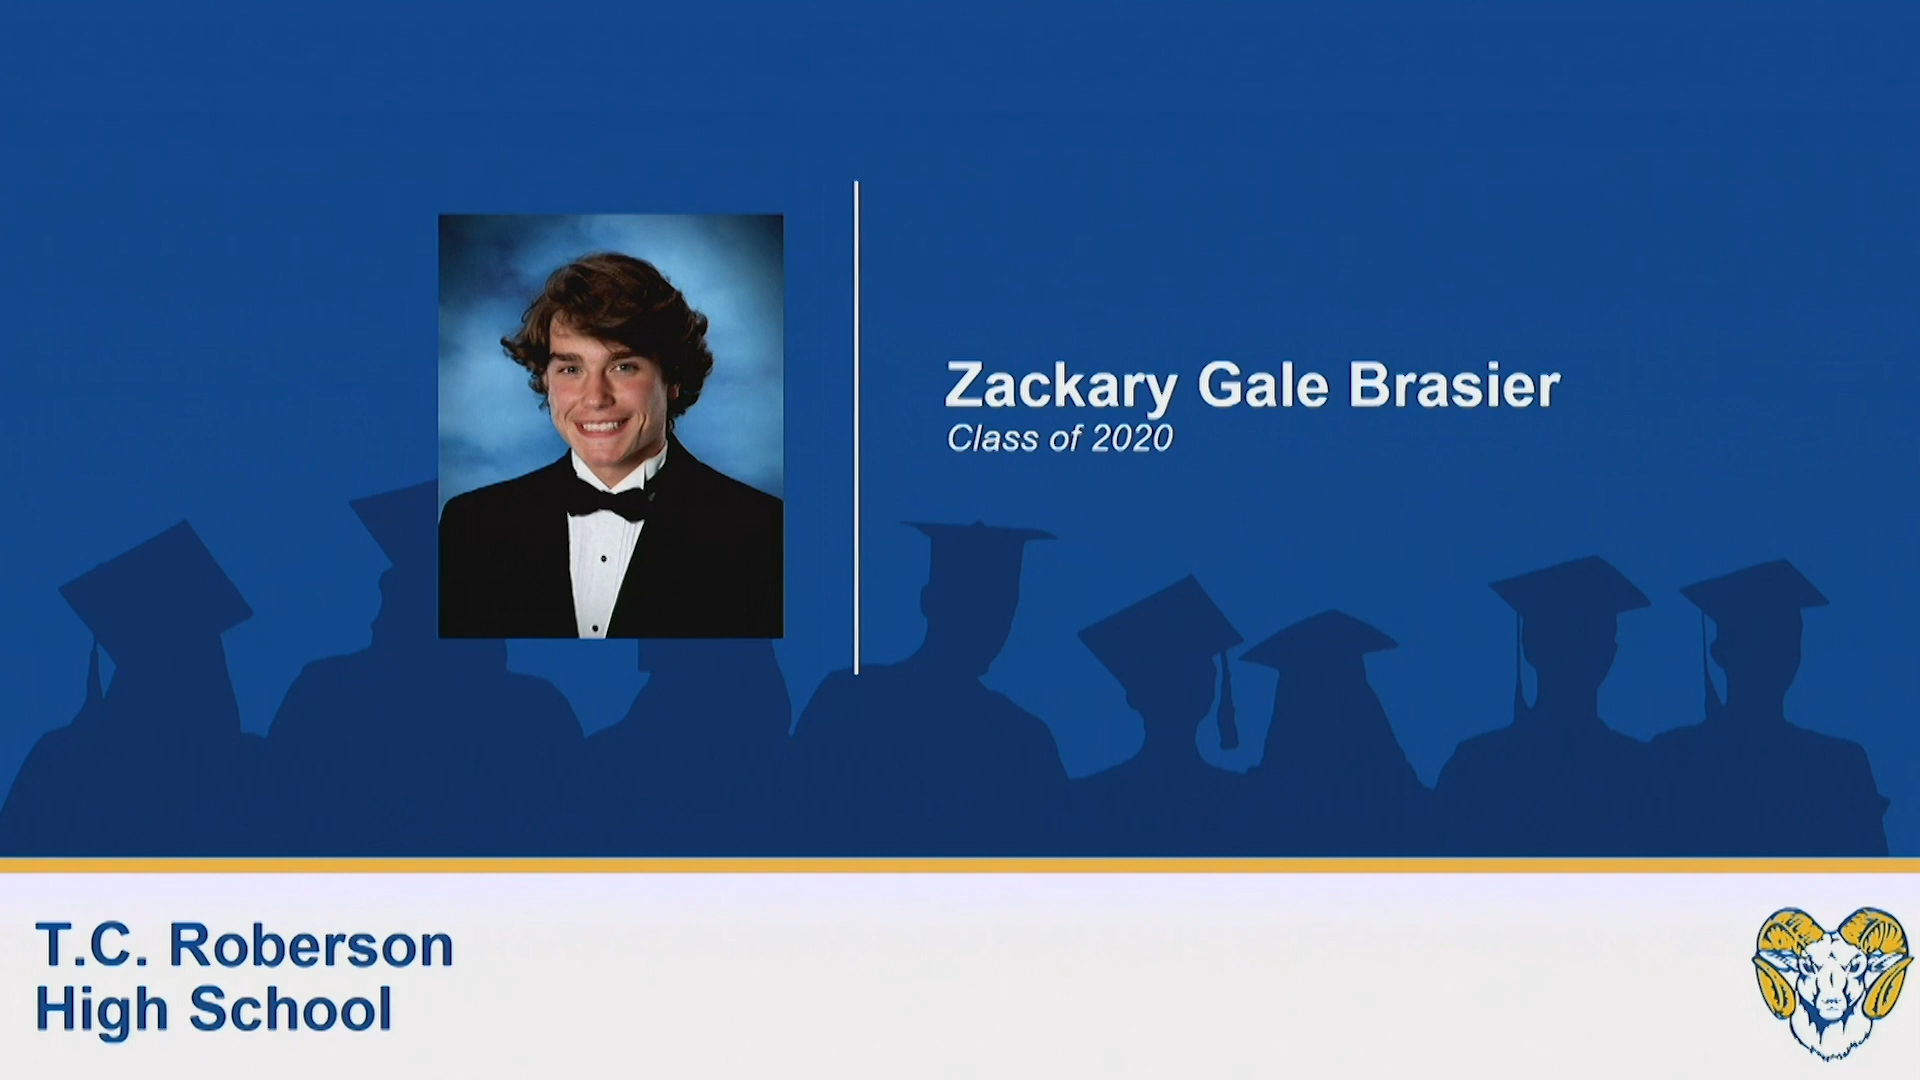 Zackary Gale Brasier
Class of 2020
T.C. Roberson
High School